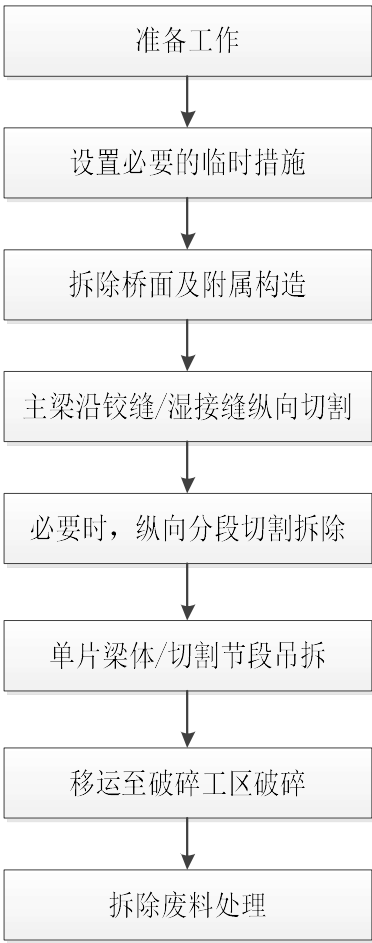 准备工作
设置必要的临时措施
拆除桥面及附属构造
主梁沿铰缝/湿接缝纵向切割
必要时，纵向分段切割拆除
单片梁体/切割节段吊拆
移运至破碎工区破碎
拆除废料处理